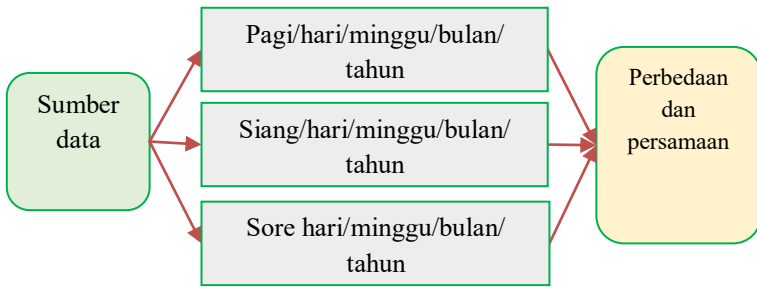 Sumber
data
Pagi/hari/minggu/bulan/
tahun
Siang/hari/minggu/bulan/
tahun
Sore hari/minggu/bulan/
tahun
Perbedaan
dan
persamaan